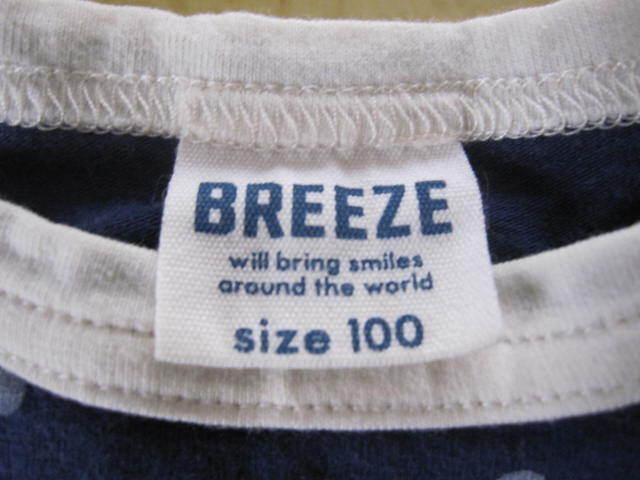 BREEZE
will bring smiles
around the world
size 100